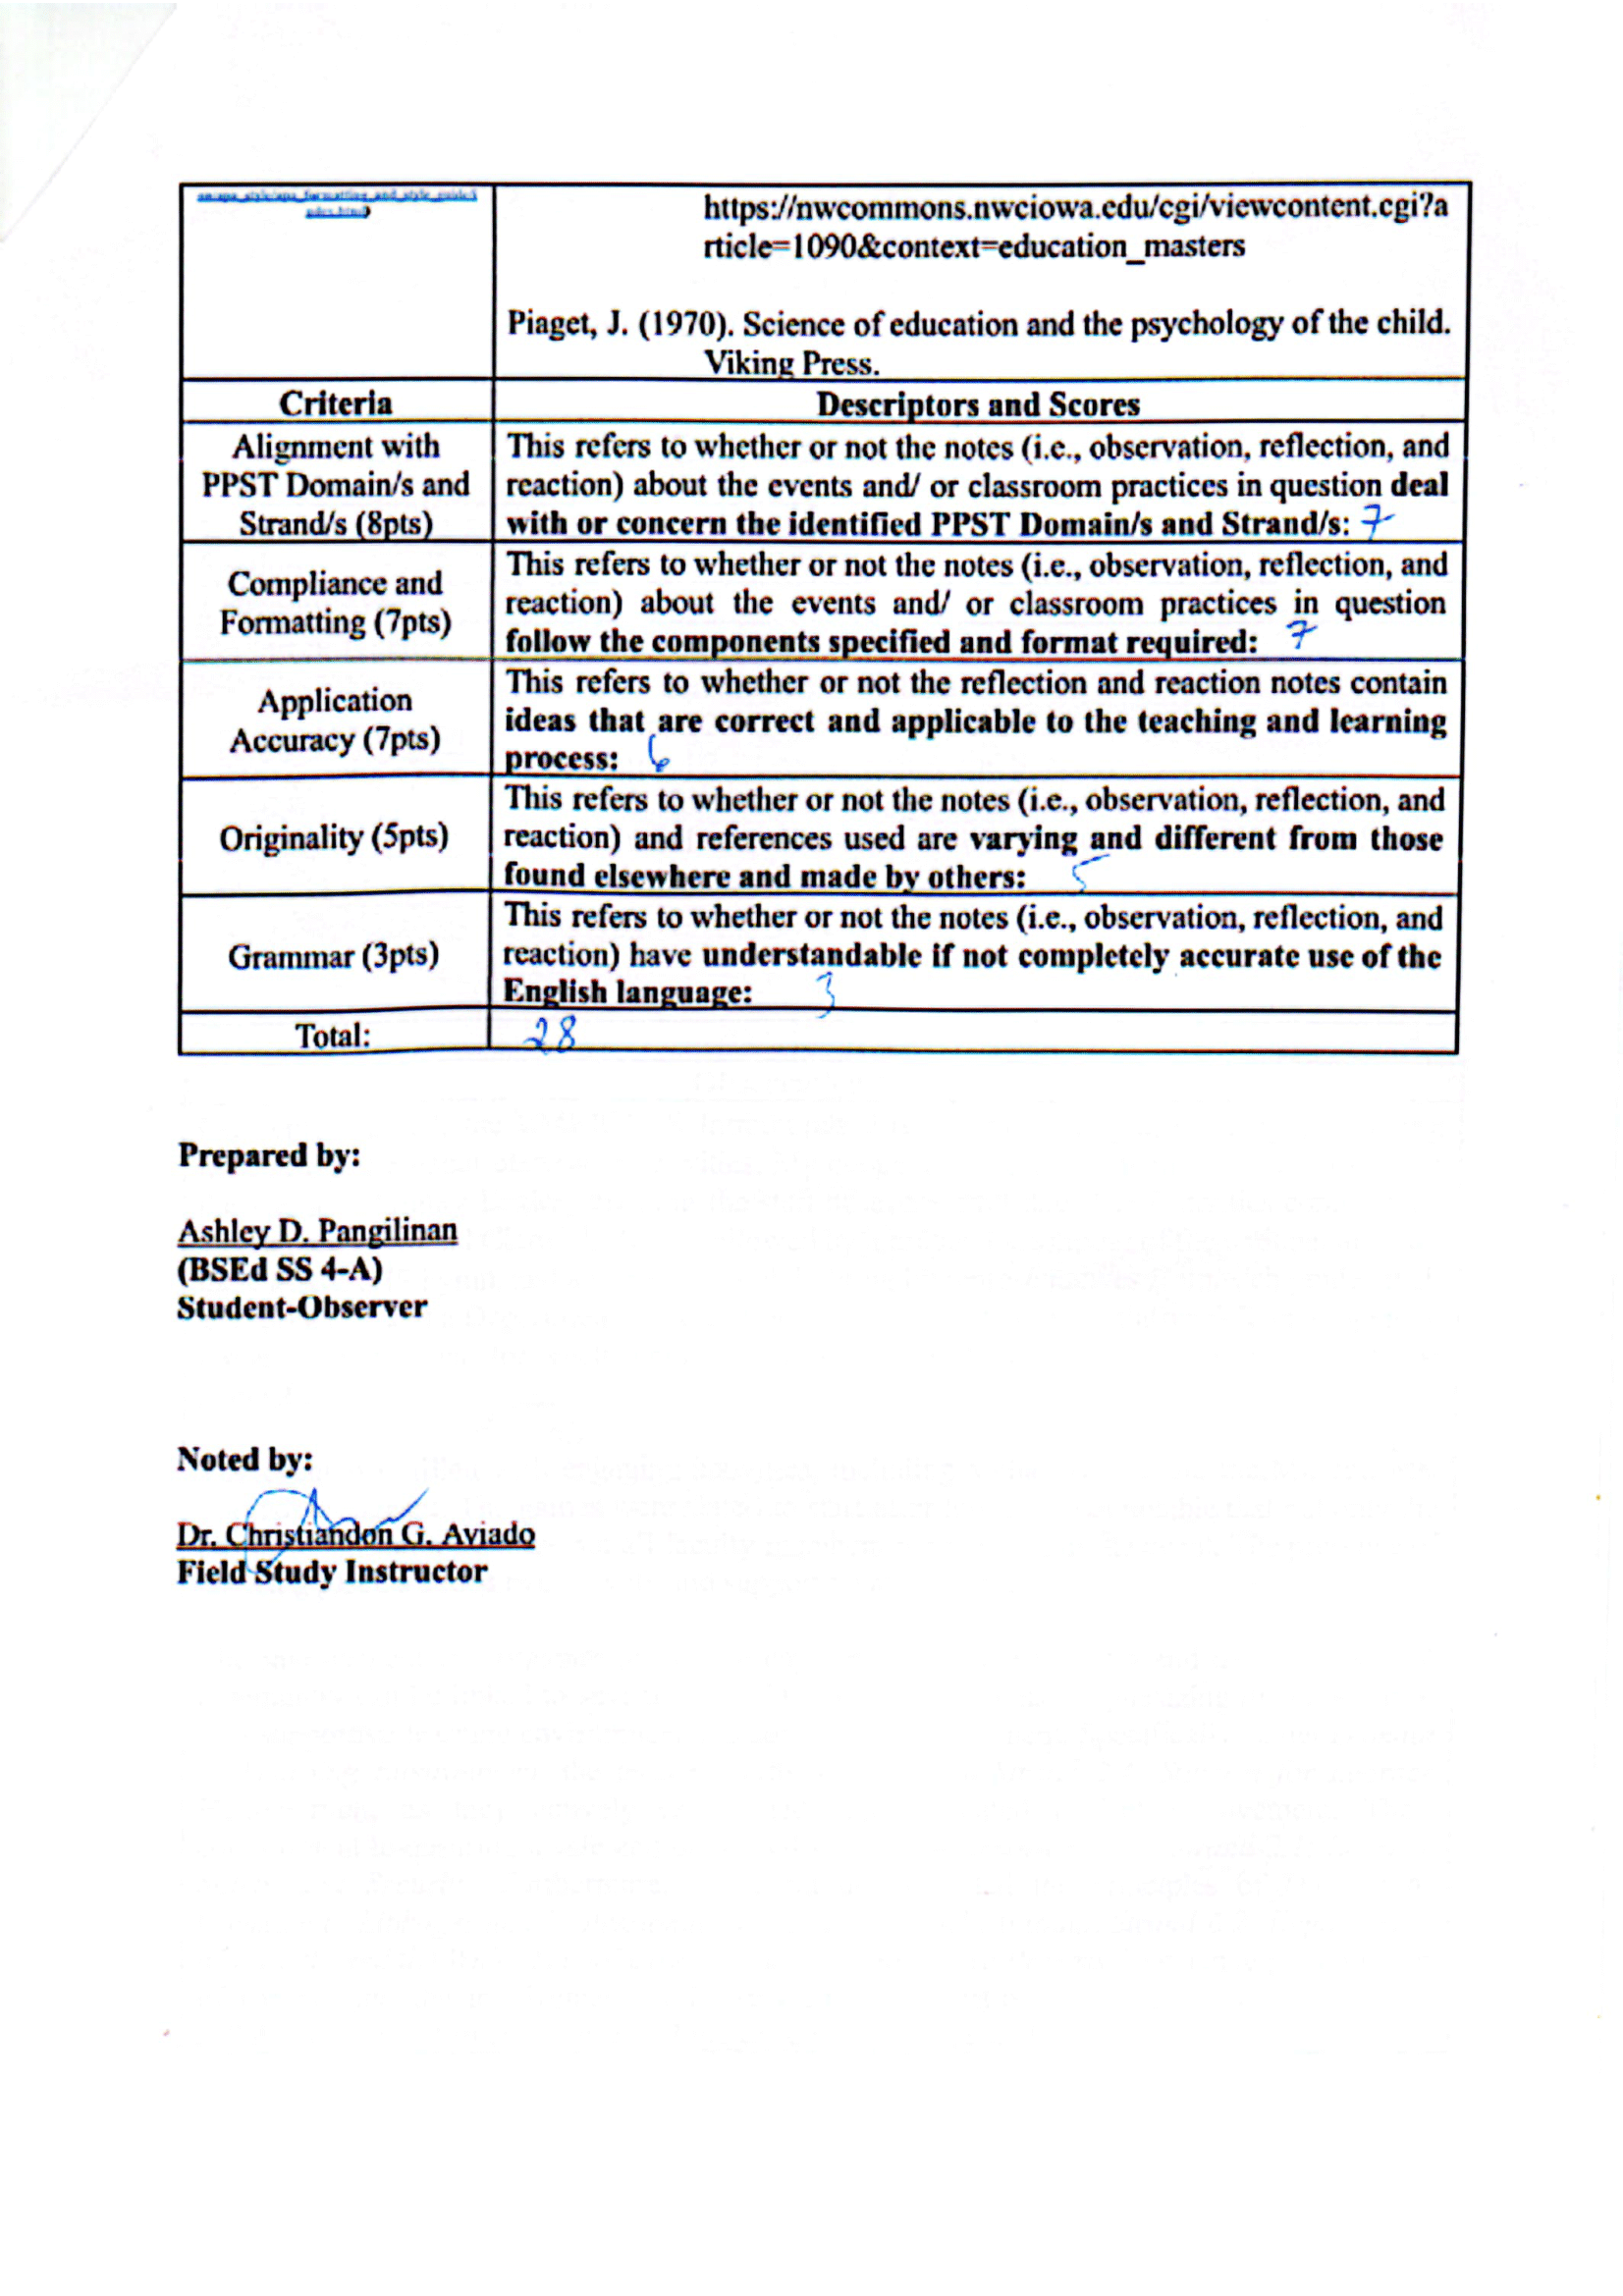 an/apa_style/apa_formatting_and_style_guide/i
ndex.html)
https://nwcommons.nwciowa.edu/cgi/viewcontent.cgi?a
rticle=1090&context=education_masters
Piaget, J. (1970). Science of education and the psychology of the child.
Viking Press.
Criteria
Descriptors and Scores
Alignment with
PPST Domain/s and
Strand/s (8pts)
This refers to whether or not the notes (i.e., observation, reflection, and
reaction) about the events and/ or classroom practices in question deal
with or concern the identified PPST Domain/s and Strand/s: 7
Compliance and
Formatting (7pts)
This refers to whether or not the notes (i.e., observation, reflection, and
reaction) about the events and/ or classroom practices in question
follow the components specified and format required: 7
Application
Accuracy (7pts)
This refers to whether or not the reflection and reaction notes contain
ideas that are correct and applicable to the teaching and learning
process: 6
Originality (5pts)
This refers to whether or not the notes (i.e., observation, reflection, and
reaction) and references used are varying and different from those
found elsewhere and made by others: 5
Grammar (3pts)
This refers to whether or not the notes (i.e., observation, reflection, and
reaction) have understandable if not completely accurate use of the
English language: 3
Total:
28
Prepared by:
Ashley D. Pangilinan
(BSEd SS 4-A)
Student-Observer
Noted by:
Dr. Christiandon G. Aviado
Field Study Instructor